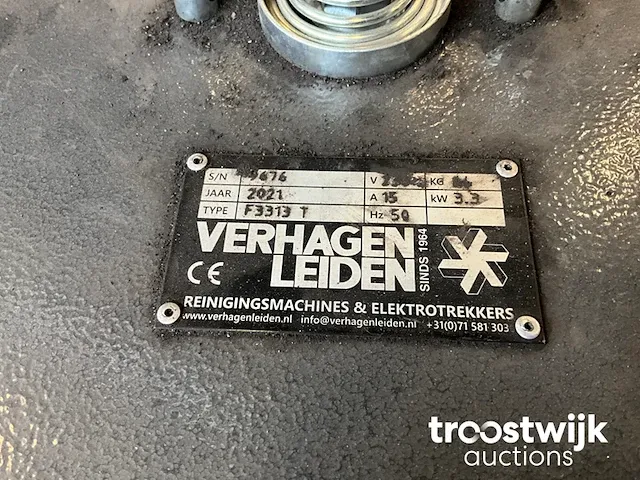 S/N 9676 V KG
JAAR 2021 A 15 kW 3.3
TYPE F3313 T Hz 50
VERHAGEN
LEIDEN
SINDS 1964
CE
REINIGINGSMACHINES & ELEKTROTREKKERS
www.verhagenleiden.nl info@verhagenleiden.nl +31(0)71 581 303
troostwijk
auctions